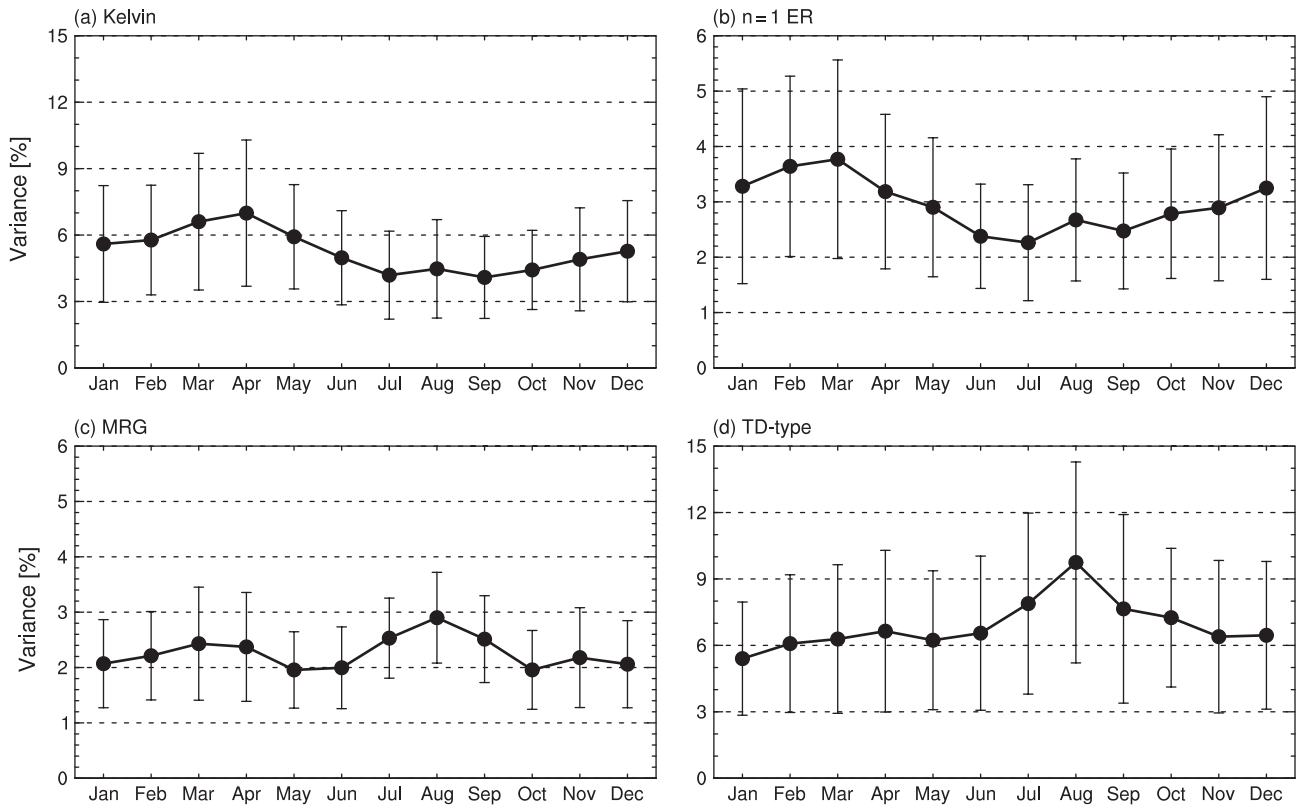 (a) Kelvin
Variance [%]
15
12
9
6
3
0
Jan Feb Mar Apr May Jun Jul Aug Sep Oct Nov Dec
(b) n=1 ER
6
5
4
3
2
1
0
Jan Feb Mar Apr May Jun Jul Aug Sep Oct Nov Dec
(c) MRG
Variance [%]
6
5
4
3
2
1
0
Jan Feb Mar Apr May Jun Jul Aug Sep Oct Nov Dec
(d) TD-type
15
12
9
6
3
0
Jan Feb Mar Apr May Jun Jul Aug Sep Oct Nov Dec